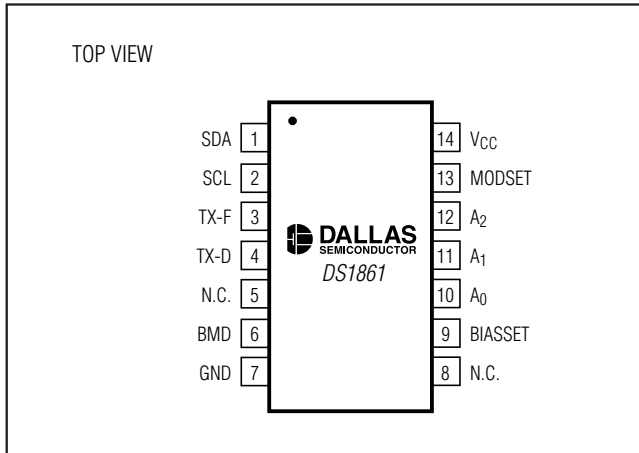 TOP VIEW
SDA 1
SCL 2
TX-F 3
TX-D 4
N.C. 5
BMD 6
GND 7
DALLAS
SEMICONDUCTOR
DS1861
14 VCC
13 MODSET
12 A2
11 A1
10 A0
9 BIASSET
8 N.C.